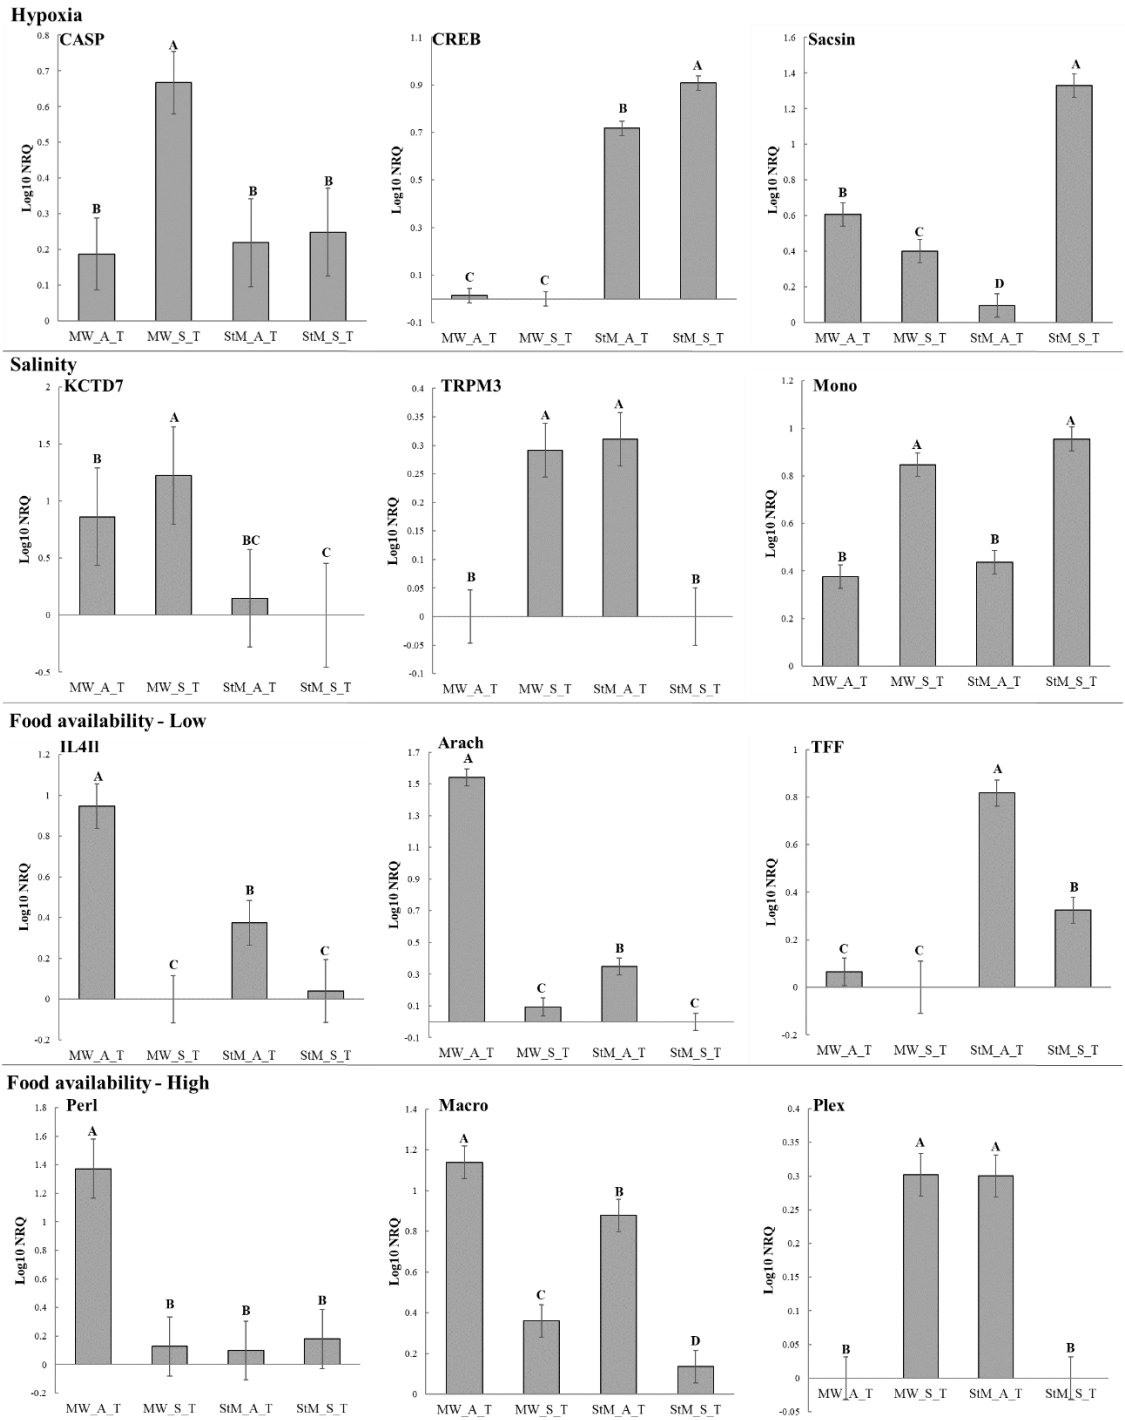 Hypoxia
CASP
CREB
Sacsin
0.9
0.8
0.7
0.6
0.5
0.4
0.3
0.2
0.1
0
Log10 NRQ
B
A
B
B
MW_A_T MW_S_T StM_A_T StM_S_T
1.1
0.9
0.7
0.5
0.3
0.1
-0.1
Log10 NRQ
C
C
B
A
MW_A_T MW_S_T StM_A_T StM_S_T
1.6
1.4
1.2
1
0.8
0.6
0.4
0.2
0
Log10 NRQ
B
C
D
A
MW_A_T MW_S_T StM_A_T StM_S_T
Salinity
KCTD7
TRPM3
Mono
2
1.5
1
0.5
0
-0.5
Log10 NRQ
B
A
BC
C
MW_A_T MW_S_T StM_A_T StM_S_T
0.4
0.35
0.3
0.25
0.2
0.15
0.1
0.05
0
-0.05
-0.1
Log10 NRQ
B
A
A
B
MW_A_T MW_S_T StM_A_T StM_S_T
1.2
1
0.8
0.6
0.4
0.2
0
Log10 NRQ
B
A
B
A
MW_A_T MW_S_T StM_A_T StM_S_T
Food availability - Low
IL4Il
Arach
TFF
1.2
1
0.8
0.6
0.4
0.2
0
-0.2
Log10 NRQ
A
C
B
C
MW_A_T MW_S_T StM_A_T StM_S_T
1.7
1.5
1.3
1.1
0.9
0.7
0.5
0.3
0.1
-0.1
Log10 NRQ
A
C
B
C
MW_A_T MW_S_T StM_A_T StM_S_T
1
0.8
0.6
0.4
0.2
0
-0.2
Log10 NRQ
C
C
A
B
MW_A_T MW_S_T StM_A_T StM_S_T
Food availability - High
Perl
Macro
Plex
1.8
1.6
1.4
1.2
1
0.8
0.6
0.4
0.2
0
-0.2
Log10 NRQ
A
B
B
B
MW_A_T MW_S_T StM_A_T StM_S_T
1.4
1.2
1
0.8
0.6
0.4
0.2
0
Log10 NRQ
A
C
B
D
MW_A_T MW_S_T StM_A_T StM_S_T
0.4
0.35
0.3
0.25
0.2
0.15
0.1
0.05
0
-0.05
Log10 NRQ
B
A
A
B
MW_A_T MW_S_T StM_A_T StM_S_T